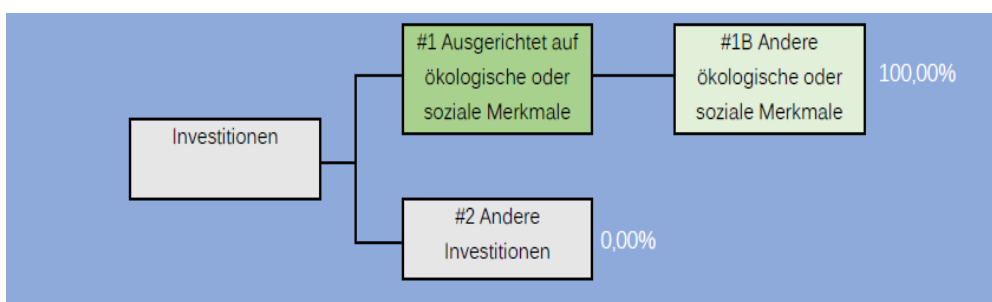 #1 Ausgerichtet auf
ökologische oder
soziale Merkmale
#1B Andere
ökologische oder
soziale Merkmale
100,00%
Investitionen
#2 Andere
Investitionen
0,00%